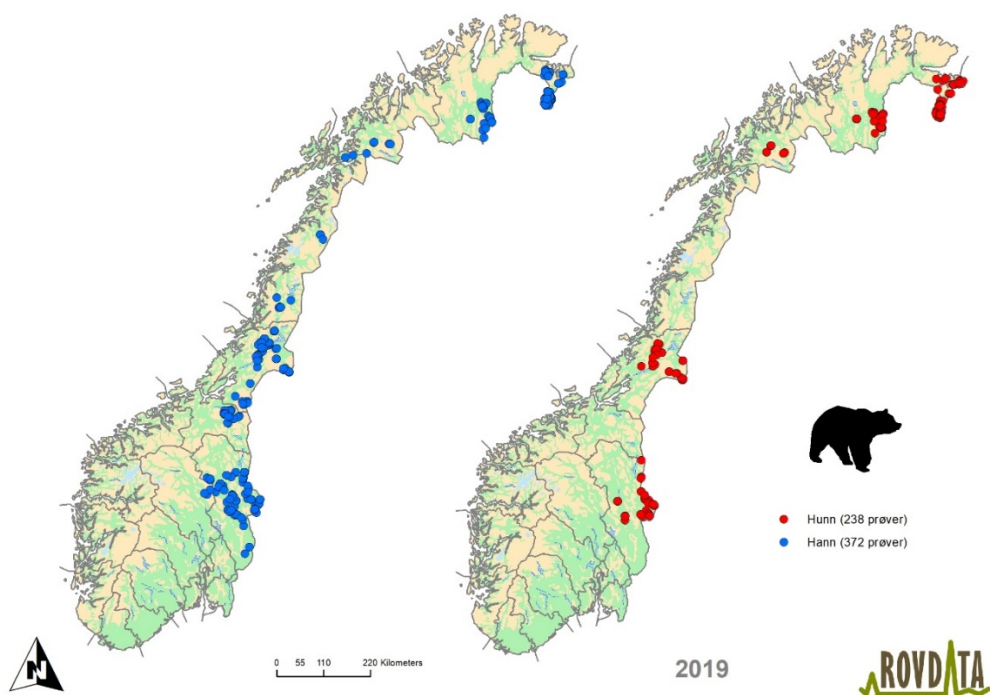 Hunn (238 prøver)
Hann (372 prøver)
N
0 55 110 220 Kilometers
2019
ROVDATA